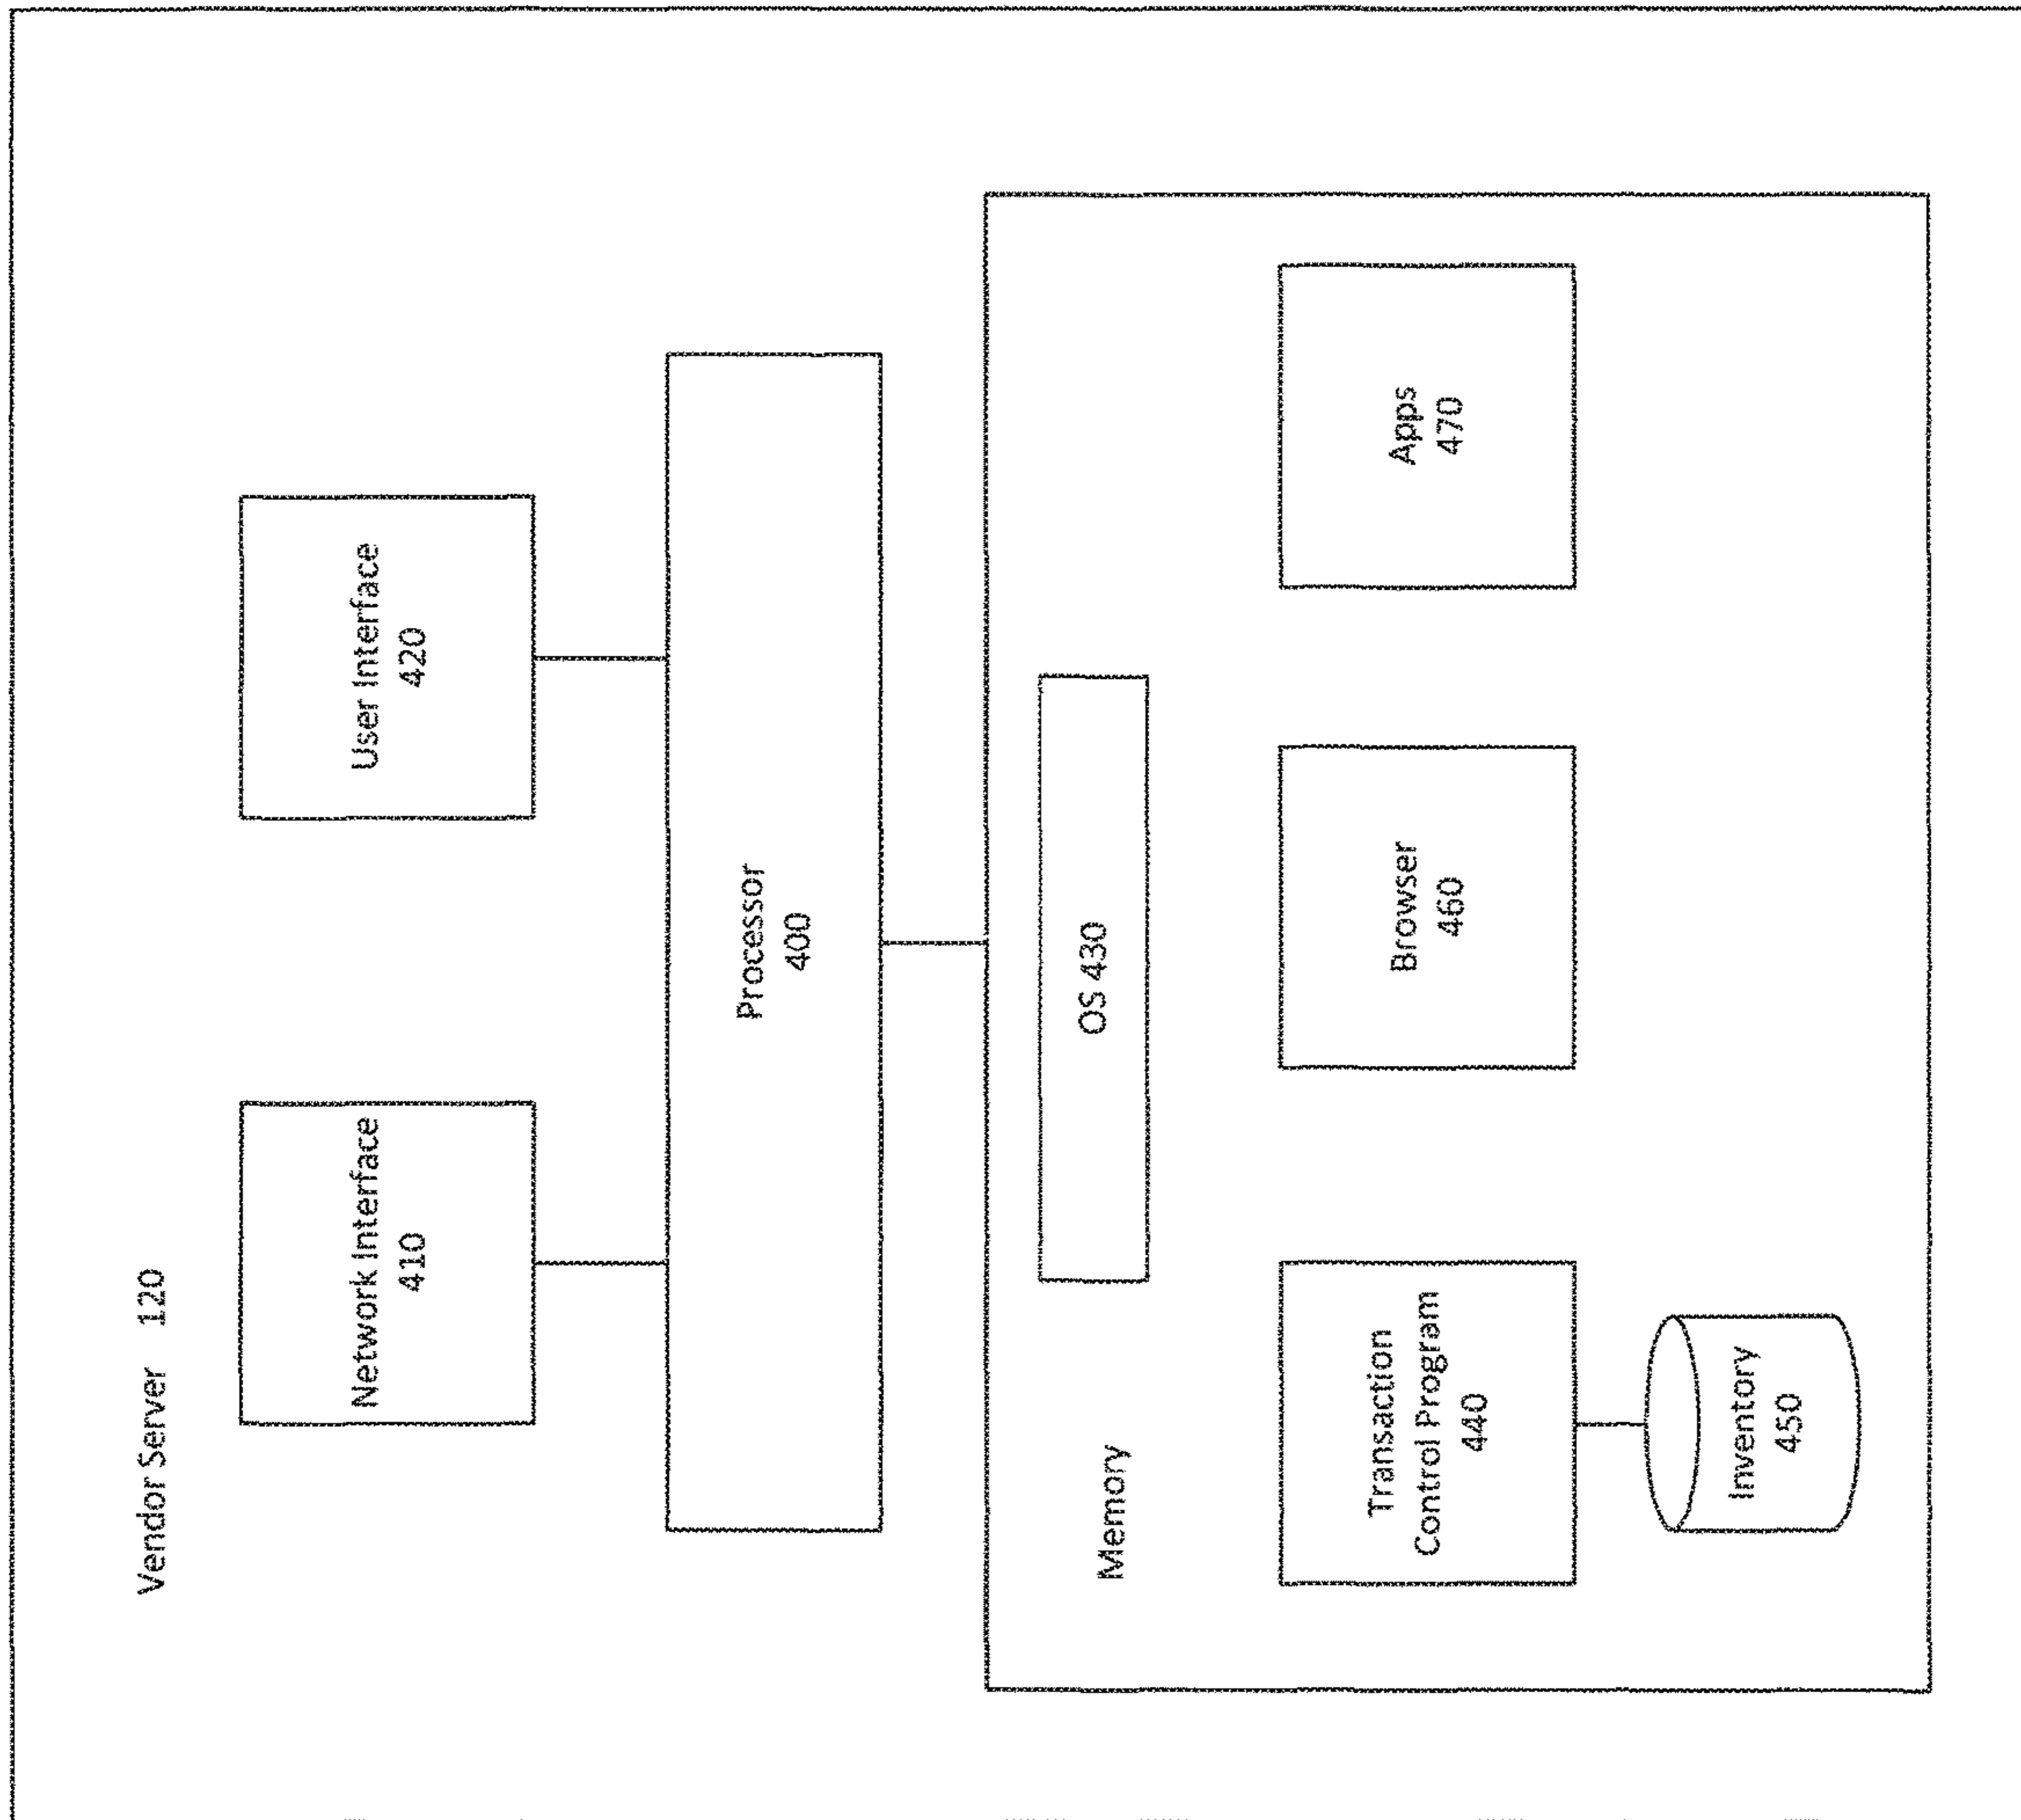 Vendor Server 120
Network Interface
410
User Interface
420
Processor
400
Memory
OS 430
Transaction
Control Program
440
Browser
460
Apps
470
Inventory
450